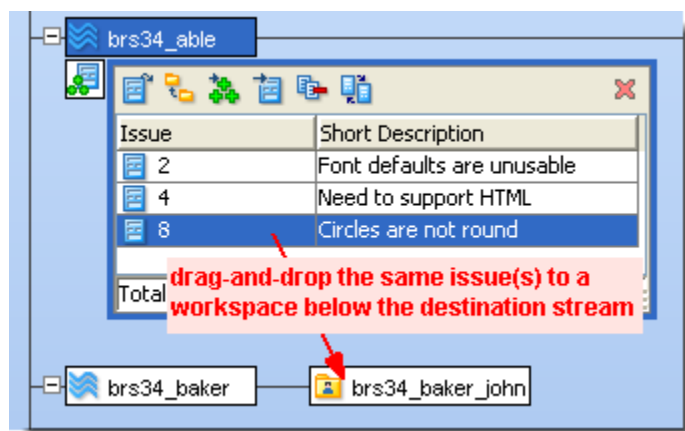 brs34_able
Issue Short Description
2 Font defaults are unusable
4 Need to support HTML
8 Circles are not round
drag-and-drop the same issue(s) to a
Total
workspace below the destination stream
brs34_baker brs34_baker_john